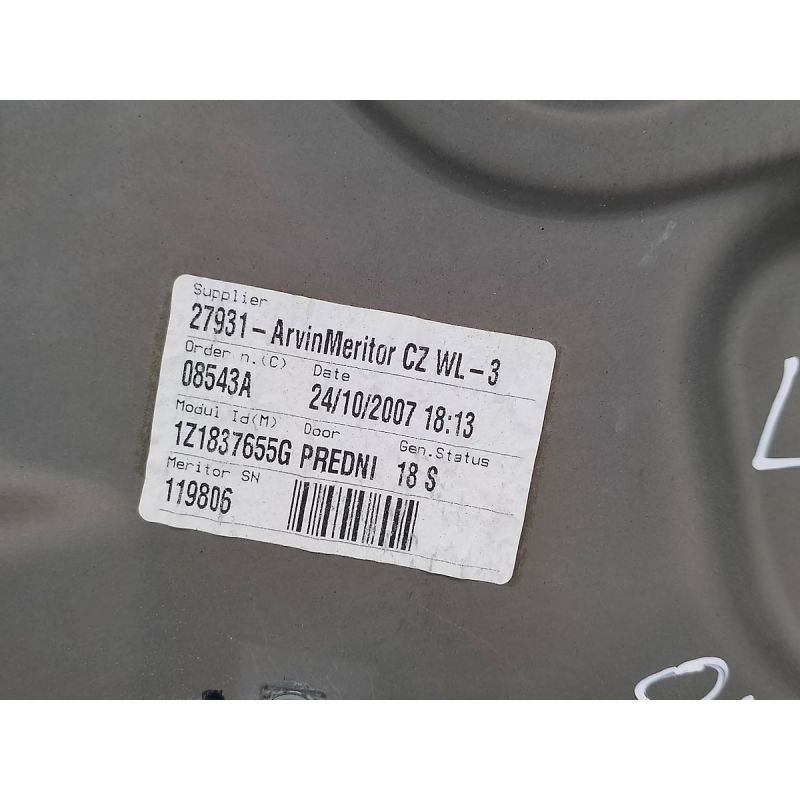 Supplier
27931-ArvinMeritor CZ WL-3
Order n.(C) Date
08543A 24/10/2007 18:13
Modul Id(M) Door Gen.Status
1Z1837655G PREDNI 18 S
Meritor SN
119806
L